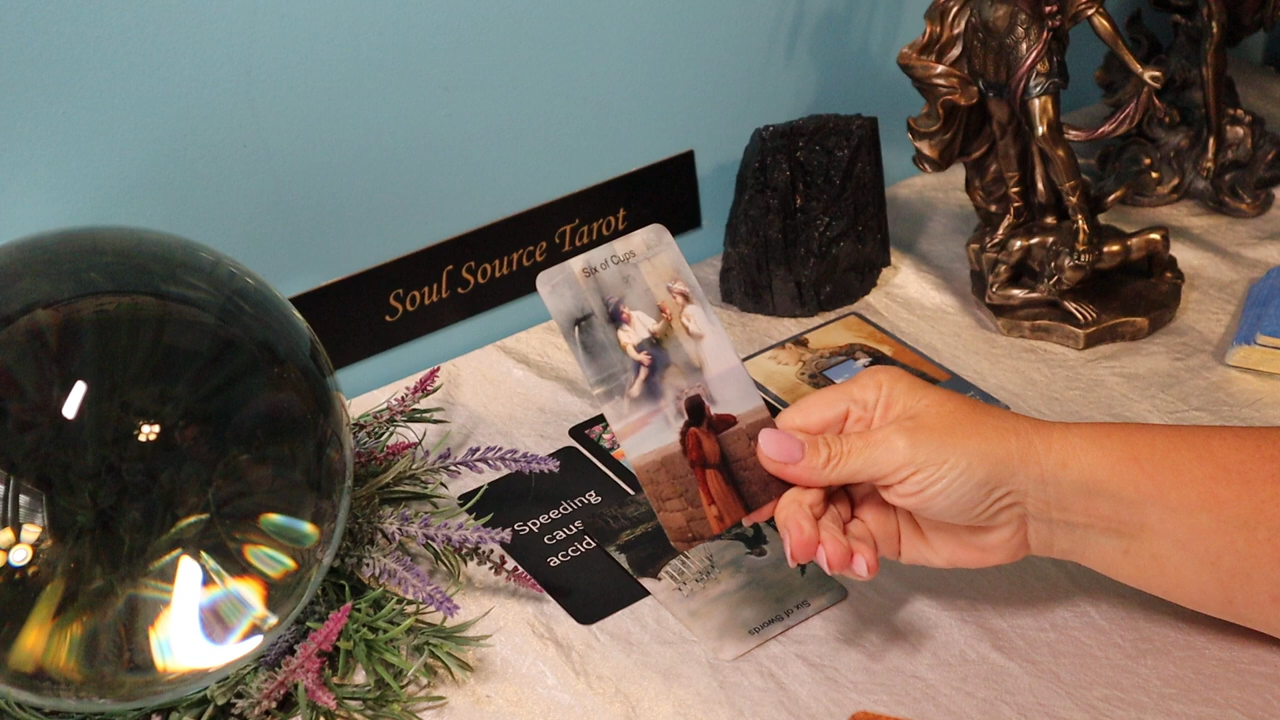 Soul Source Tarot
Six of Cups
Speeding
caus
accid
Six of Swords